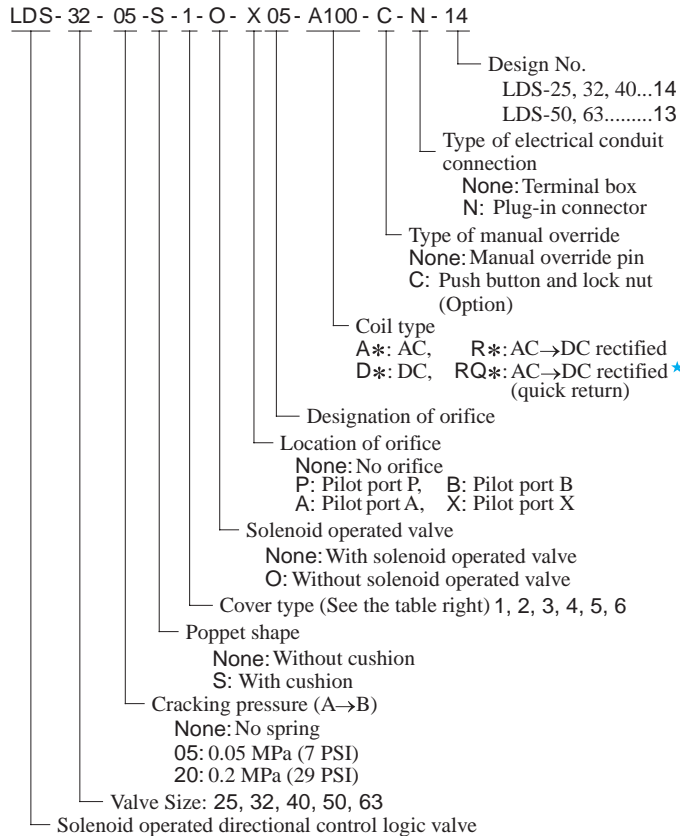 LDS- 32 - 05 -S - 1 - O - X 05 - A100 - C - N - 14
Design No.
LDS-25, 32, 40...14
LDS-50, 63.........13
Type of electrical conduit
connection
None: Terminal box
N: Plug-in connector
Type of manual override
None: Manual override pin
C: Push button and lock nut
(Option)
Coil type
A*: AC, R*: AC→DC rectified
D*: DC, RQ*: AC→DC rectified ★
(quick return)
Designation of orifice
Location of orifice
None: No orifice
P: Pilot port P, B: Pilot port B
A: Pilot port A, X: Pilot port X
Solenoid operated valve
None: With solenoid operated valve
O: Without solenoid operated valve
Cover type (See the table right) 1, 2, 3, 4, 5, 6
Poppet shape
None: Without cushion
S: With cushion
Cracking pressure (A→B)
None: No spring
05: 0.05 MPa (7 PSI)
20: 0.2 MPa (29 PSI)
Valve Size: 25, 32, 40, 50, 63
Solenoid operated directional control logic valve